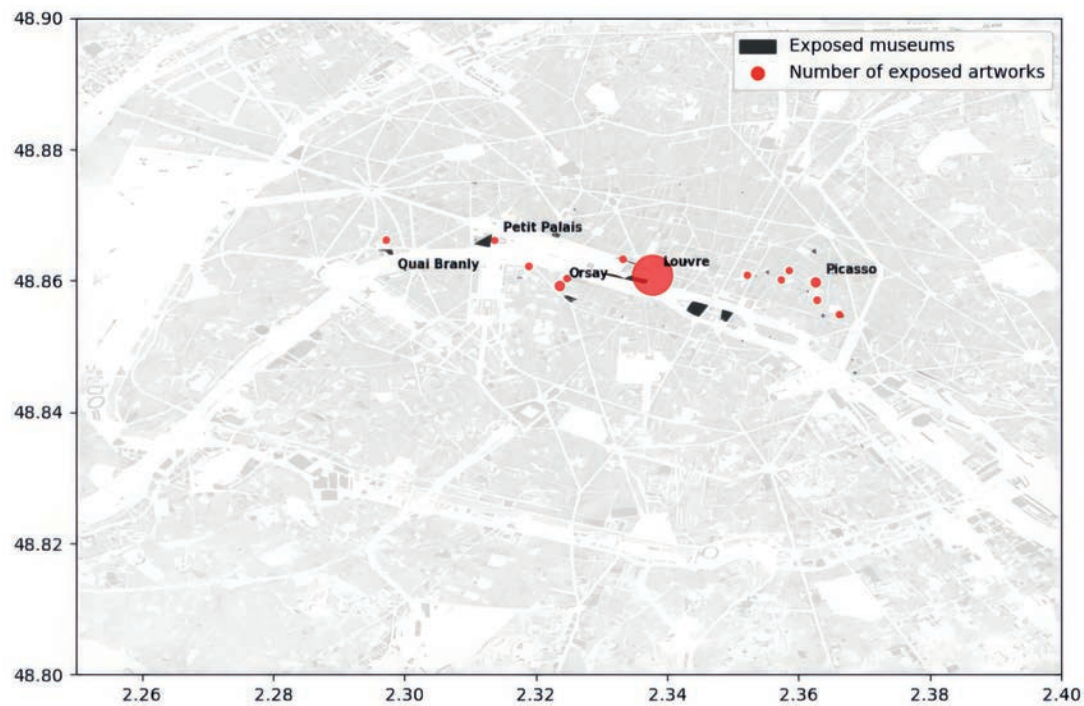 48.90
Exposed museums
Number of exposed artworks
48.88
Petit Palais
Quai Branly
Louvre
Orsay
Picasso
48.86
48.84
48.82
48.80
2.26 2.28 2.30 2.32 2.34 2.36 2.38 2.40